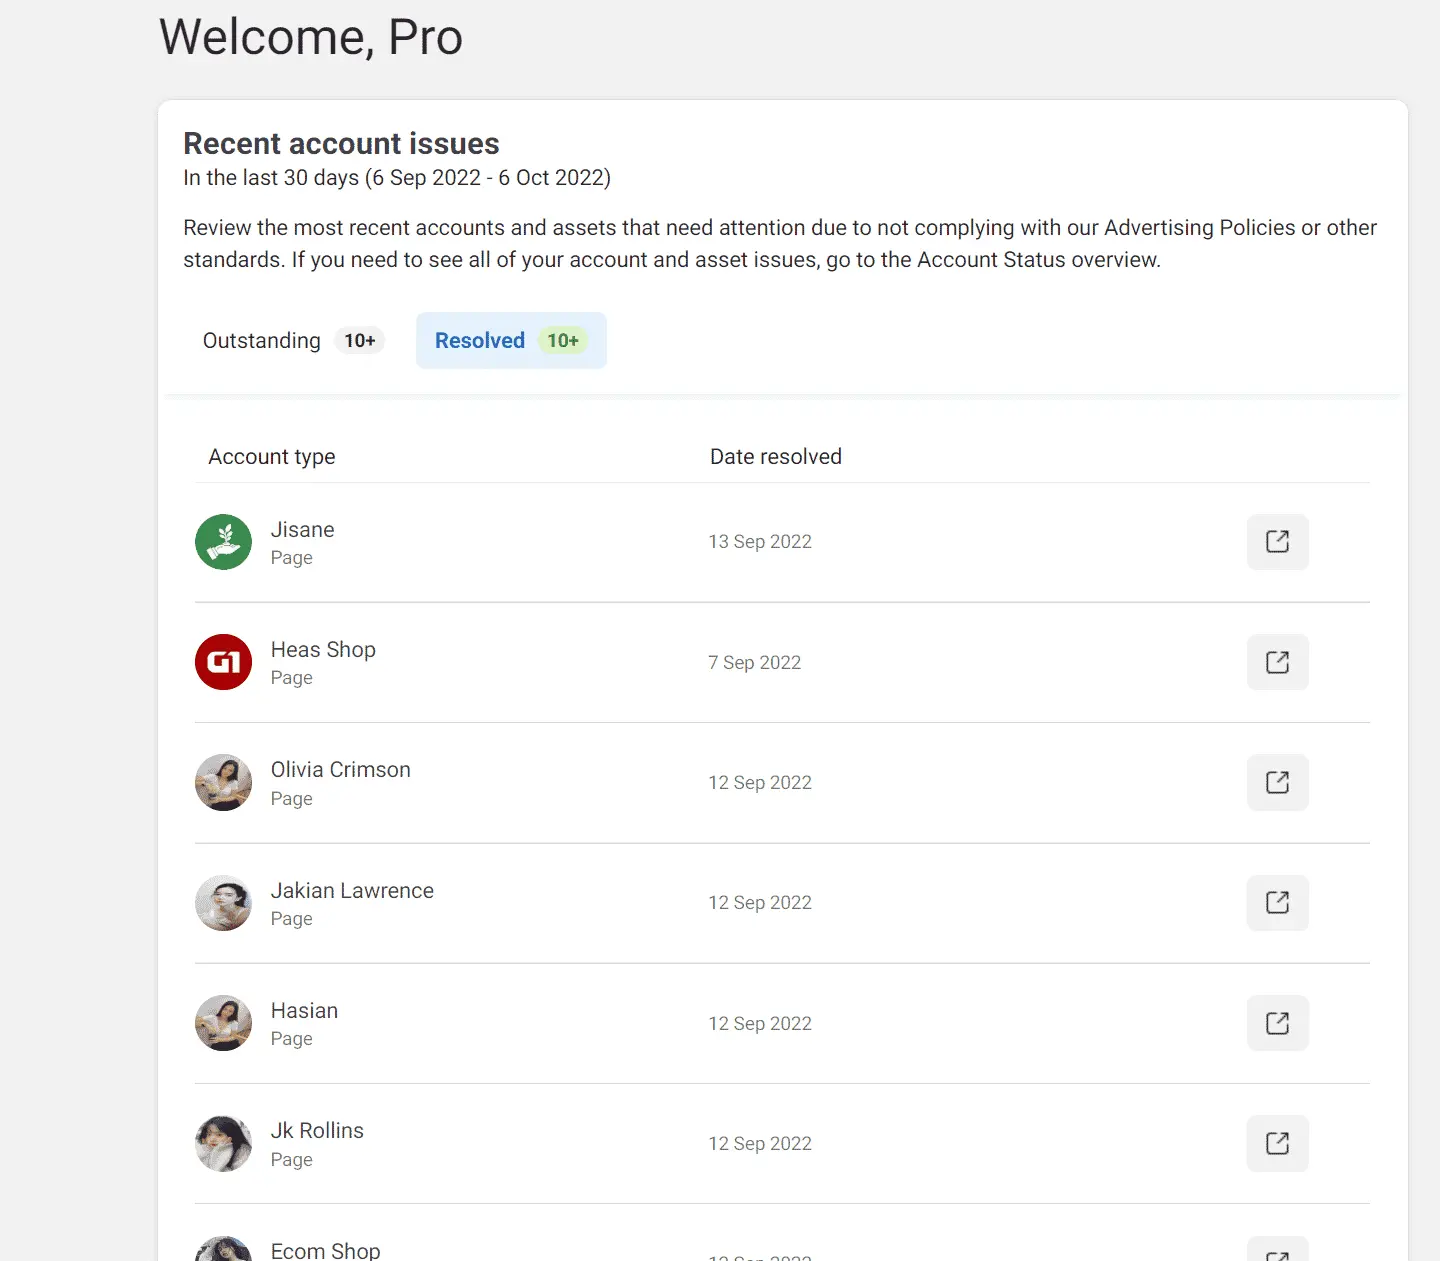 Welcome, Pro
Recent account issues
In the last 30 days (6 Sep 2022 - 6 Oct 2022)
Review the most recent accounts and assets that need attention due to not complying with our Advertising Policies or other
standards. If you need to see all of your account and asset issues, go to the Account Status overview.
Outstanding 10+ Resolved 10+
Account type Date resolved
Jisane
Page
13 Sep 2022
G1
Heas Shop
Page
7 Sep 2022
Olivia Crimson
Page
12 Sep 2022
Jakian Lawrence
Page
12 Sep 2022
Hasian
Page
12 Sep 2022
Jk Rollins
Page
12 Sep 2022
Ecom Shop